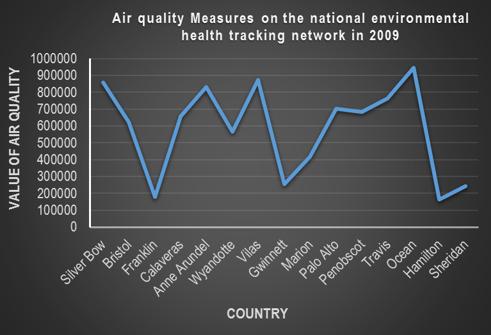 Air quality Measures on the national environmental
health tracking network in 2009
VALUE OF AIR QUALITY
1000000
900000
800000
700000
600000
500000
400000
300000
200000
100000
0
Silver Bow
Bristol
Franklin
Calaveras
Anne Arundel
Wyandotte
Vilas
Gwinnett
Marion
Palo Alto
Penobscot
Travis
Ocean
Hamilton
Sheridan
COUNTRY